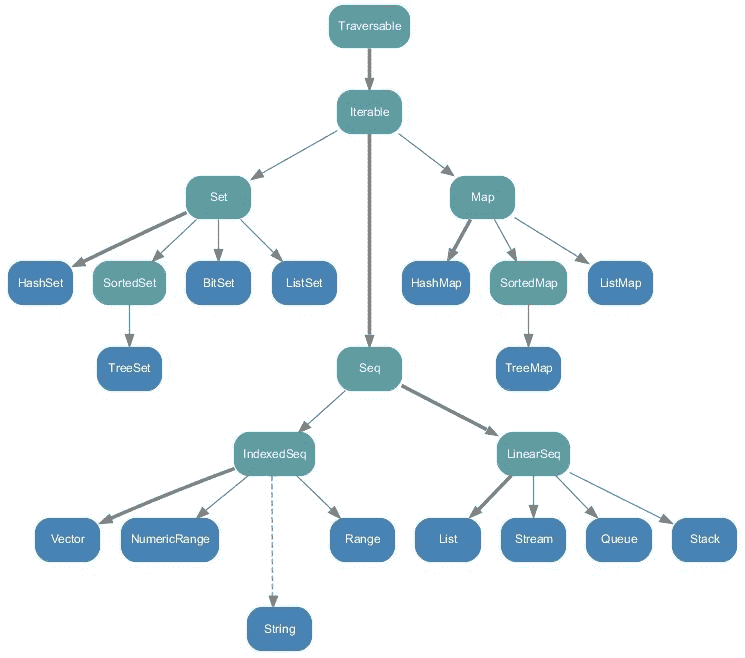 Traversable
Iterable
Set
Map
HashSet
SortedSet
BitSet
ListSet
HashMap
SortedMap
ListMap
TreeSet
Seq
TreeMap
IndexedSeq
LinearSeq
Vector
NumericRange
Range
List
Stream
Queue
Stack
String